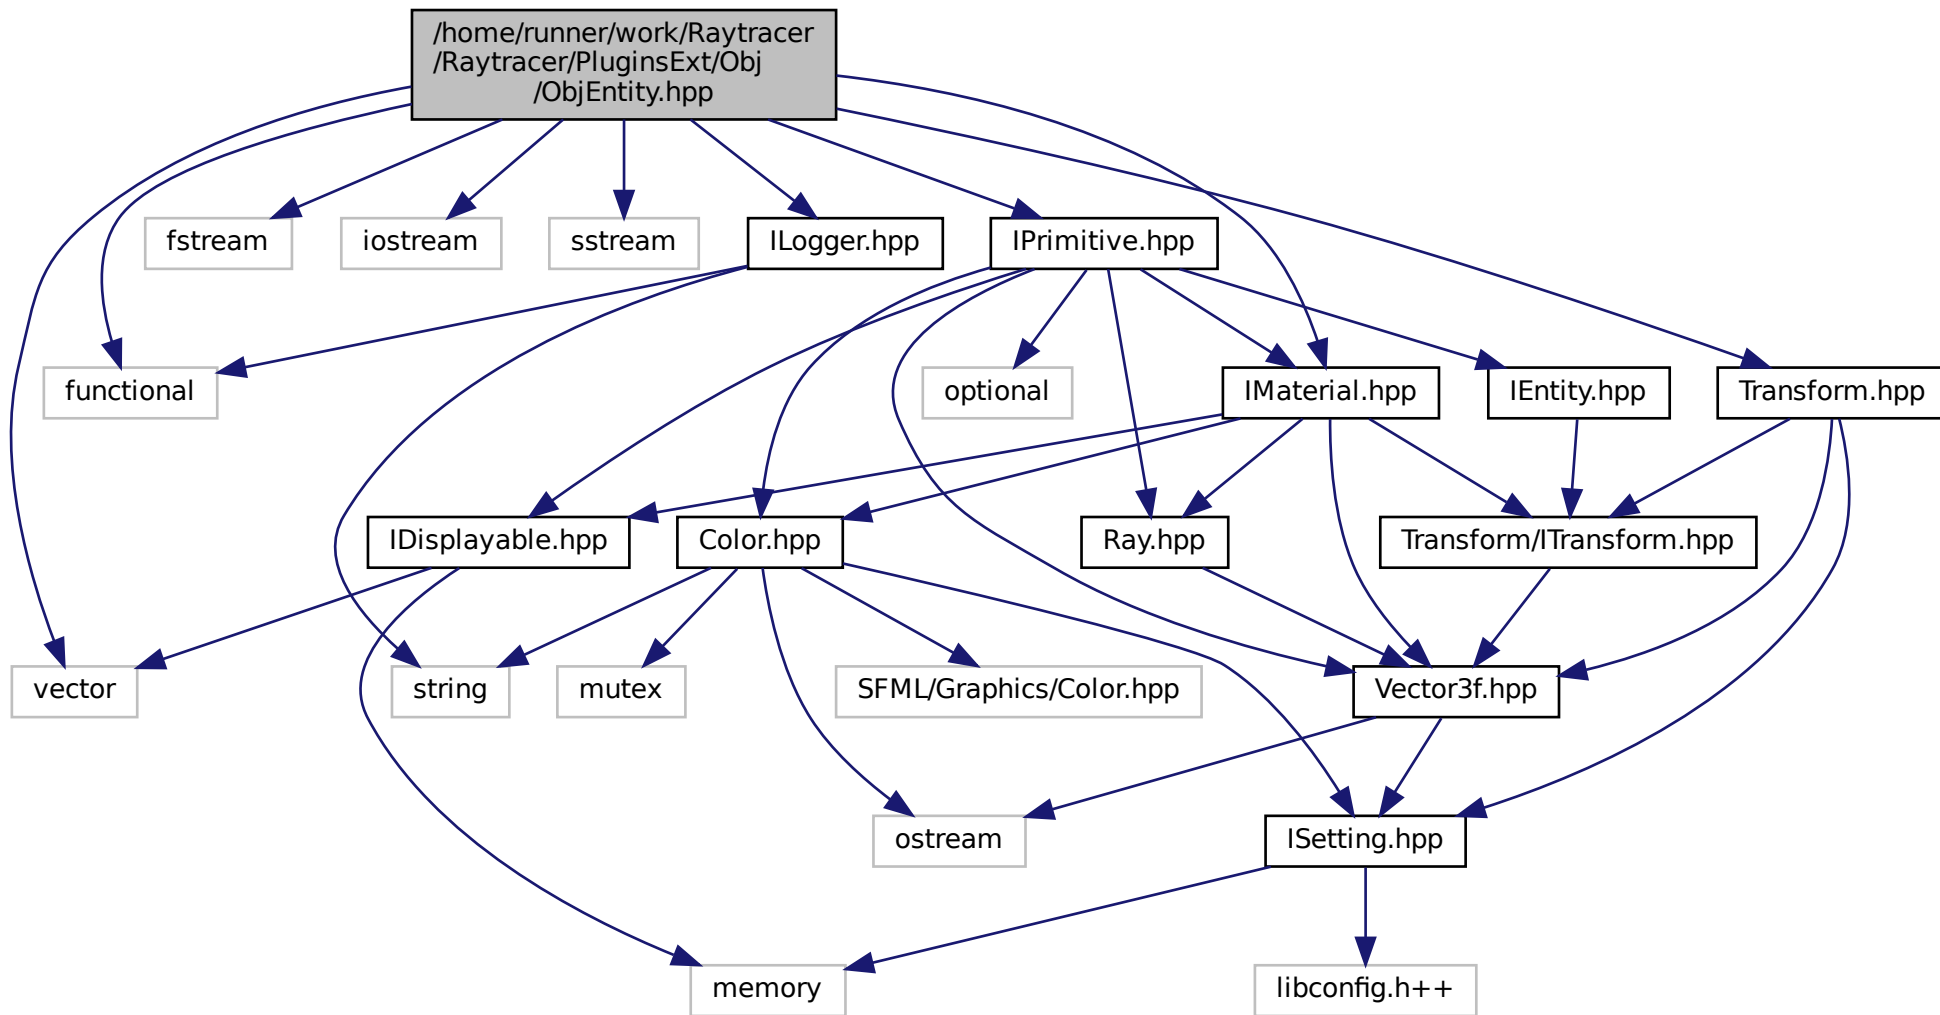 /home/runner/work/Raytracer
/Raytracer/PluginsExt/Obj
/ObjEntity.hpp
fstream
iostream
sstream
ILogger.hpp
IPrimitive.hpp
functional
optional
IMaterial.hpp
IEntity.hpp
Transform.hpp
IDisplayable.hpp
Color.hpp
Ray.hpp
Transform/ITransform.hpp
vector
string
mutex
SFML/Graphics/Color.hpp
Vector3f.hpp
ostream
ISetting.hpp
memory
libconfig.h++